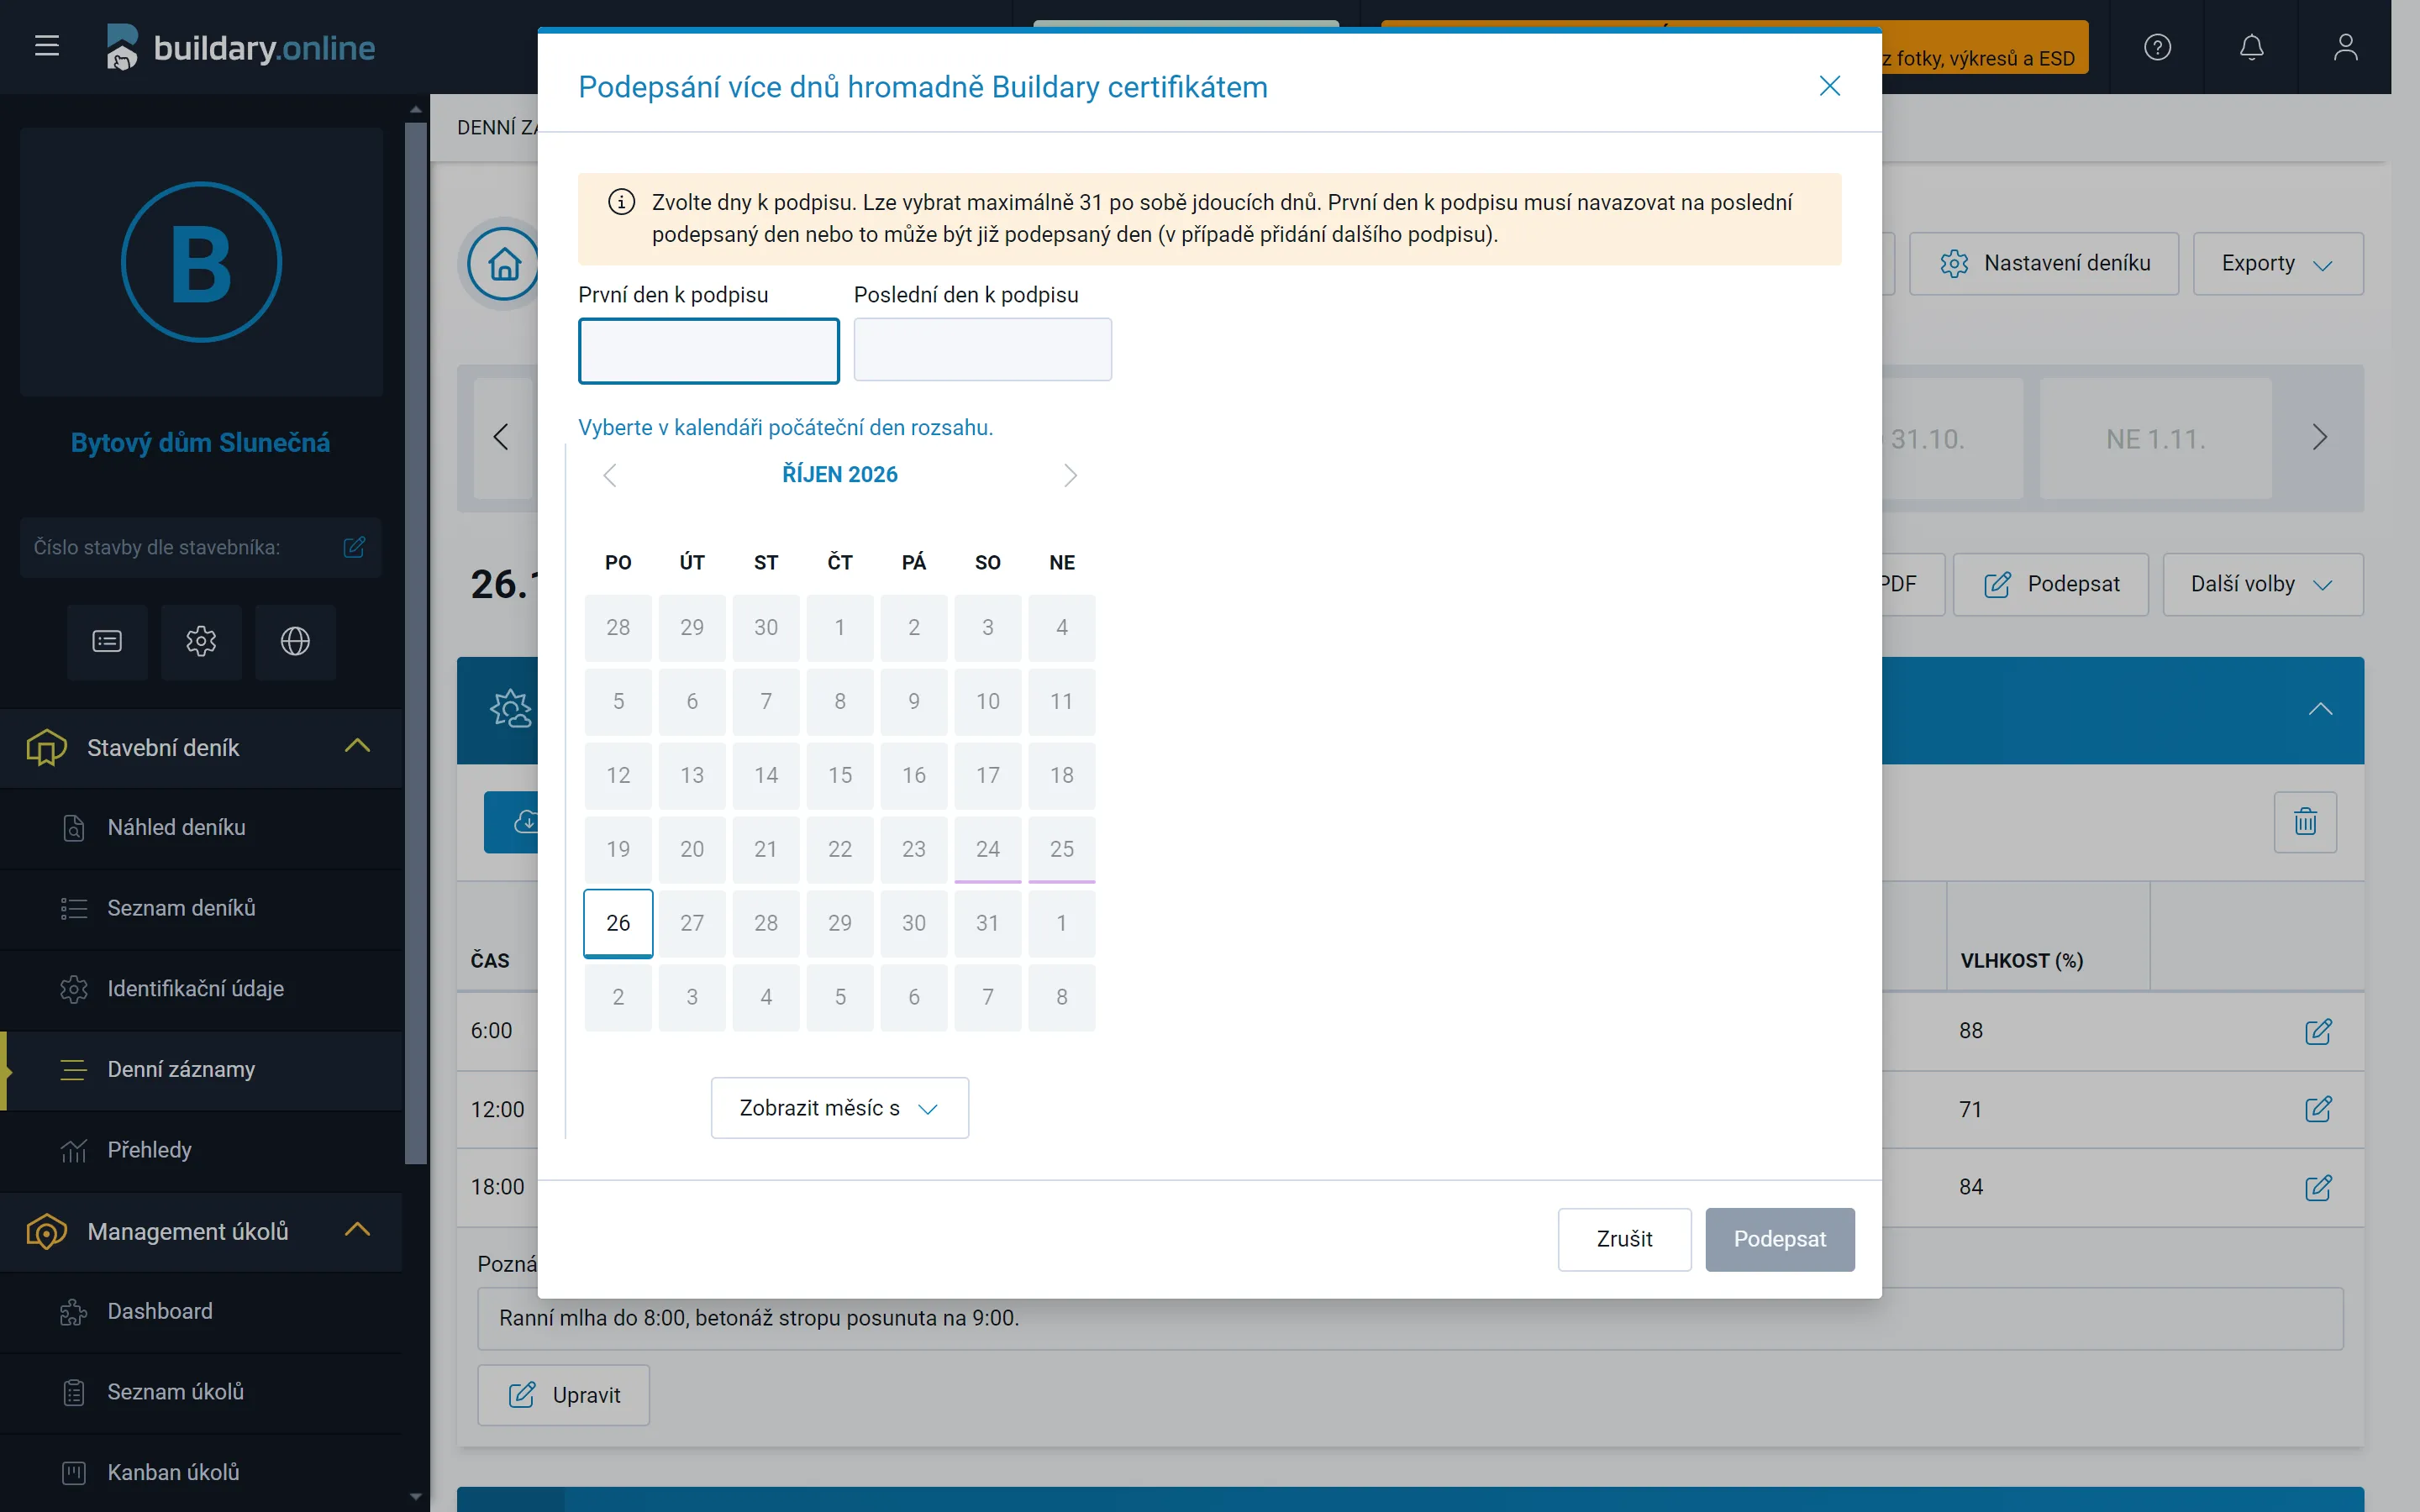 buildary.online
z fotky, výkresů a ESD
Podepsání více dnů hromadně Buildary certifikátem
DENNÍ
Zvolte dny k podpisu. Lze vybrat maximálně 31 po sobě jdoucích dnů. První den k podpisu musí navazovat na poslední
podepsaný den nebo to může být již podepsaný den (v případě přidání dalšího podpisu).
První den k podpisu
Poslední den k podpisu
Vyberte v kalendáři počáteční den rozsahu.
ŘÍJEN 2026
PO ÚT ST ČT PÁ SO NE
28 29 30 1 2 3 4
5 6 7 8 9 10 11
12 13 14 15 16 17 18
19 20 21 22 23 24 25
26 27 28 29 30 31 1
2 3 4 5 6 7 8
Zobrazit měsíc s
Zrušit
Podepsat
B
Bytový dům Slunečná
Číslo stavby dle stavebníka:
Stavební deník
Náhled deníku
Seznam deníků
Identifikační údaje
Denní záznamy
Přehledy
Management úkolů
Dashboard
Seznam úkolů
Kanban úkolů
Nastavení deníku
Exporty
31.10.
NE 1.11.
26.
PDF
Podepsat
Další volby
ČAS
VLHKOST (%)
6:00
88
12:00
71
18:00
84
Ranní mlha do 8:00, betonáž stropu posunuta na 9:00.
Upravit